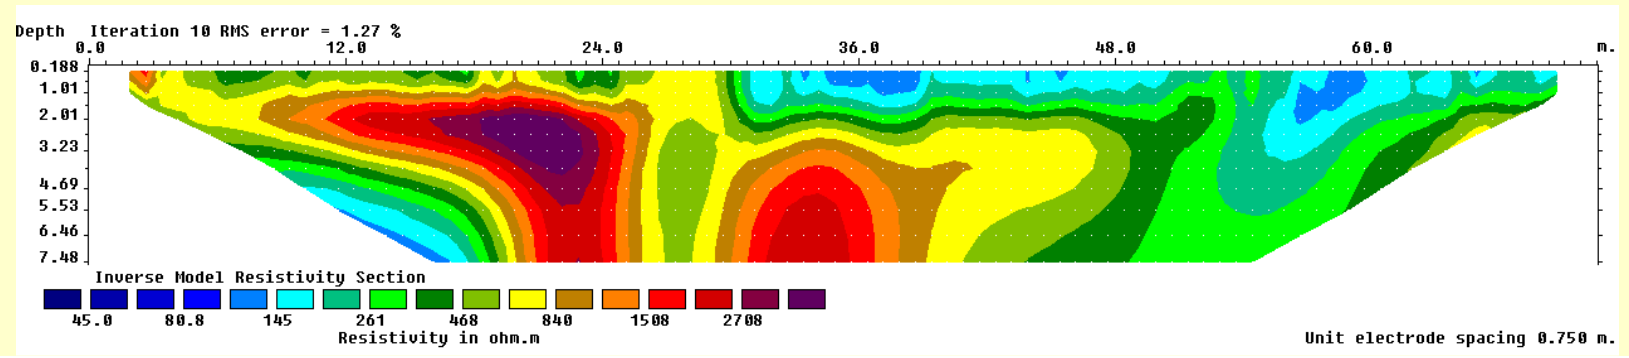 Depth Iteration 10 RMS error = 1.27 %
0.0 12.0 24.0 36.0 48.0 60.0 m.
0.188
1.01
2.01
3.23
4.69
5.53
6.46
7.48
Inverse Model Resistivity Section
45.0 80.8 145 261 468 840 1508 2708
Resistivity in ohm.m Unit electrode spacing 0.750 m.